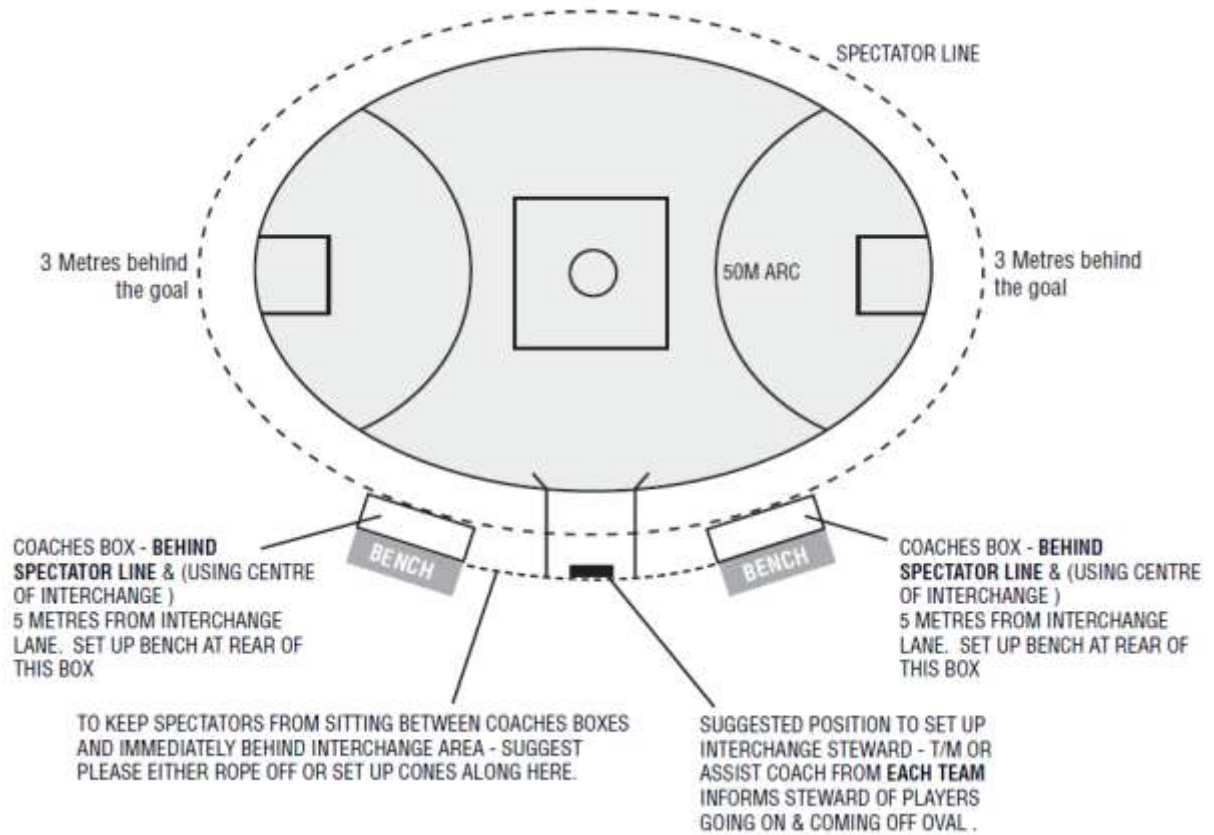 SPECTATOR LINE
3 Metres behind
the goal
50M ARC
3 Metres behind
the goal
BENCH
BENCH
COACHES BOX - BEHIND
SPECTATOR LINE & (USING CENTRE
OF INTERCHANGE )
5 METRES FROM INTERCHANGE
LANE. SET UP BENCH AT REAR OF
THIS BOX
COACHES BOX - BEHIND
SPECTATOR LINE & (USING CENTRE
OF INTERCHANGE )
5 METRES FROM INTERCHANGE
LANE. SET UP BENCH AT REAR OF
THIS BOX
TO KEEP SPECTATORS FROM SITTING BETWEEN COACHES BOXES
AND IMMEDIATELY BEHIND INTERCHANGE AREA - SUGGEST
PLEASE EITHER ROPE OFF OR SET UP CONES ALONG HERE.
SUGGESTED POSITION TO SET UP
INTERCHANGE STEWARD - T/M OR
ASSIST COACH FROM EACH TEAM
INFORMS STEWARD OF PLAYERS
GOING ON & COMING OFF OVAL .